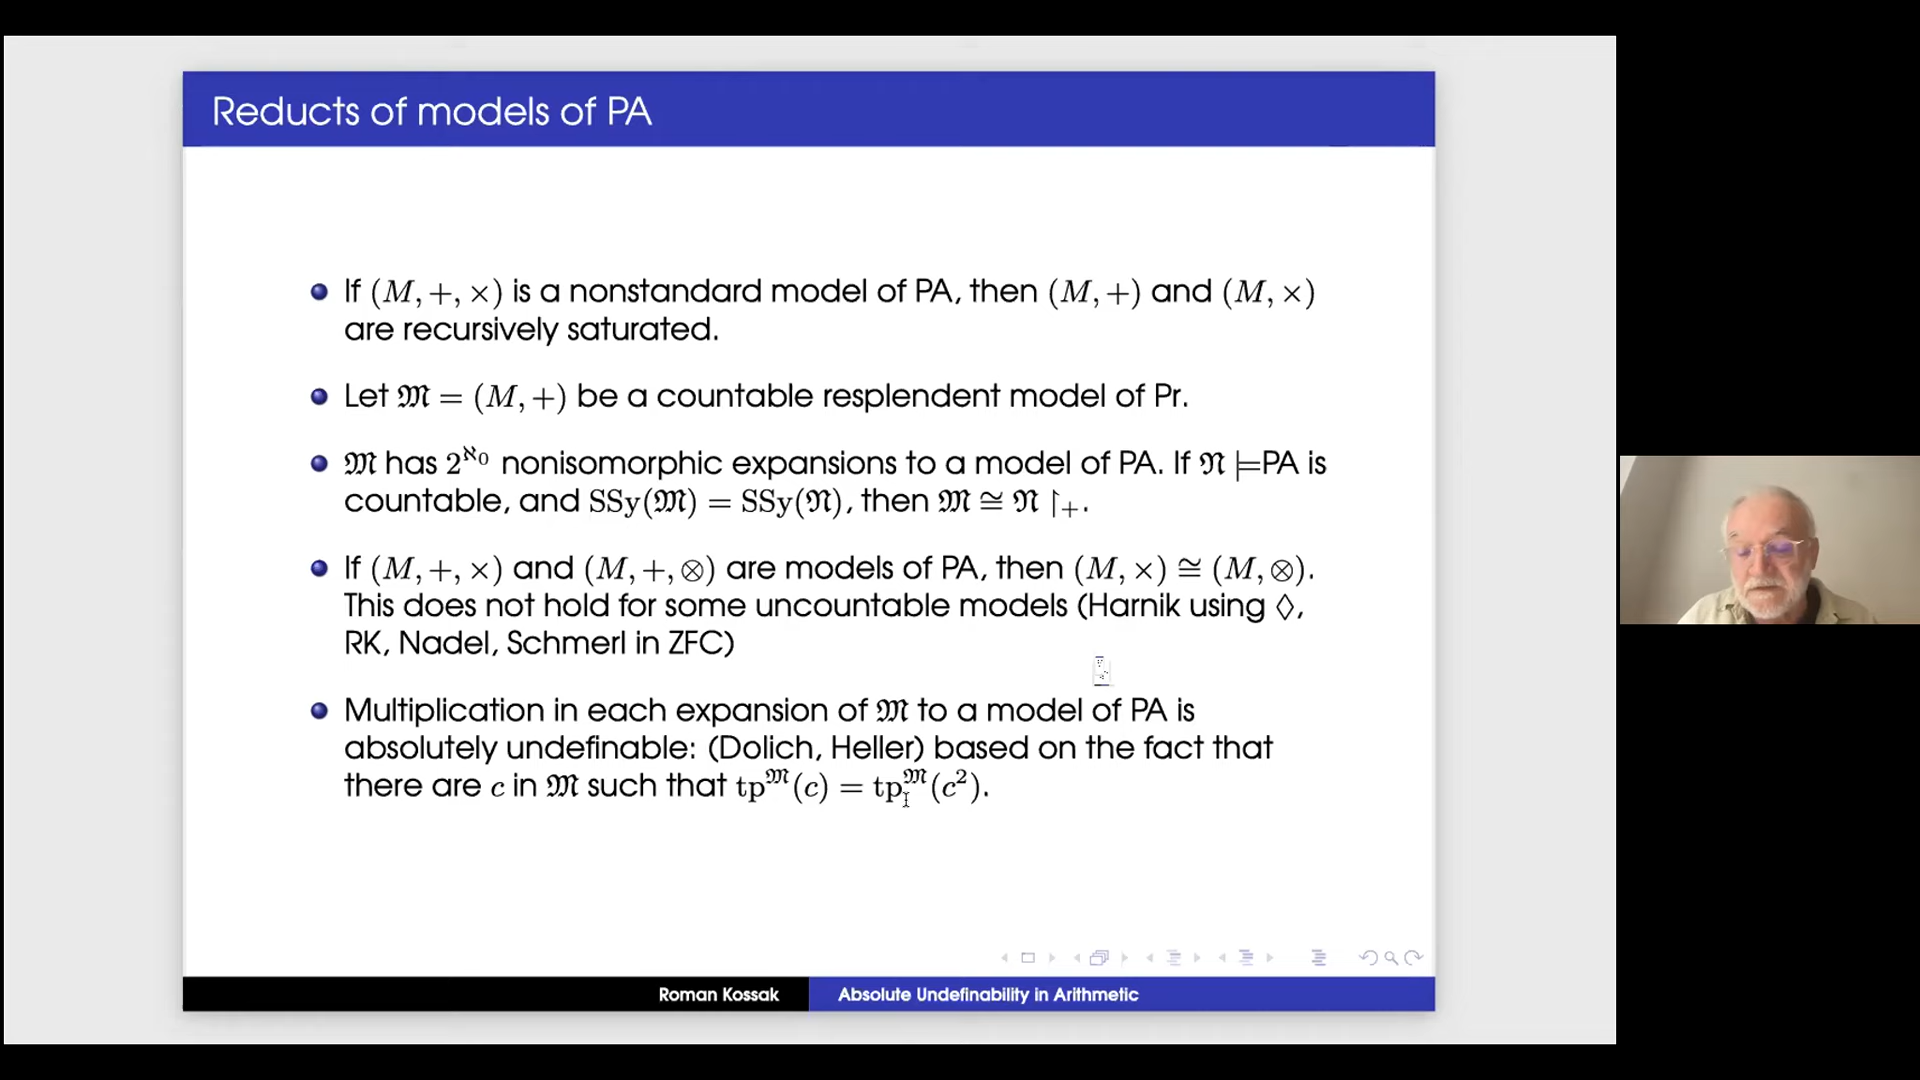 Reducts of models of PA
If (M, +, ×) is a nonstandard model of PA, then (M, +) and (M, ×)
are recursively saturated.
Let 𝔐 = (M, +) be a countable resplendent model of Pr.
𝔐 has 2^ℵ₀ nonisomorphic expansions to a model of PA. If 𝔑 ⊨PA is
countable, and SSy(𝔐) = SSy(𝔑), then 𝔐 ≅ 𝔑 ↾₊.
If (M, +, ×) and (M, +, ⊗) are models of PA, then (M, ×) ≅ (M, ⊗).
This does not hold for some uncountable models (Harnik using ◊,
RK, Nadel, Schmerl in ZFC)
Multiplication in each expansion of 𝔐 to a model of PA is
absolutely undefinable: (Dolich, Heller) based on the fact that
there are c in 𝔐 such that tp^𝔐(c) = tp^𝔐(c²).
Roman Kossak
Absolute Undefinability in Arithmetic